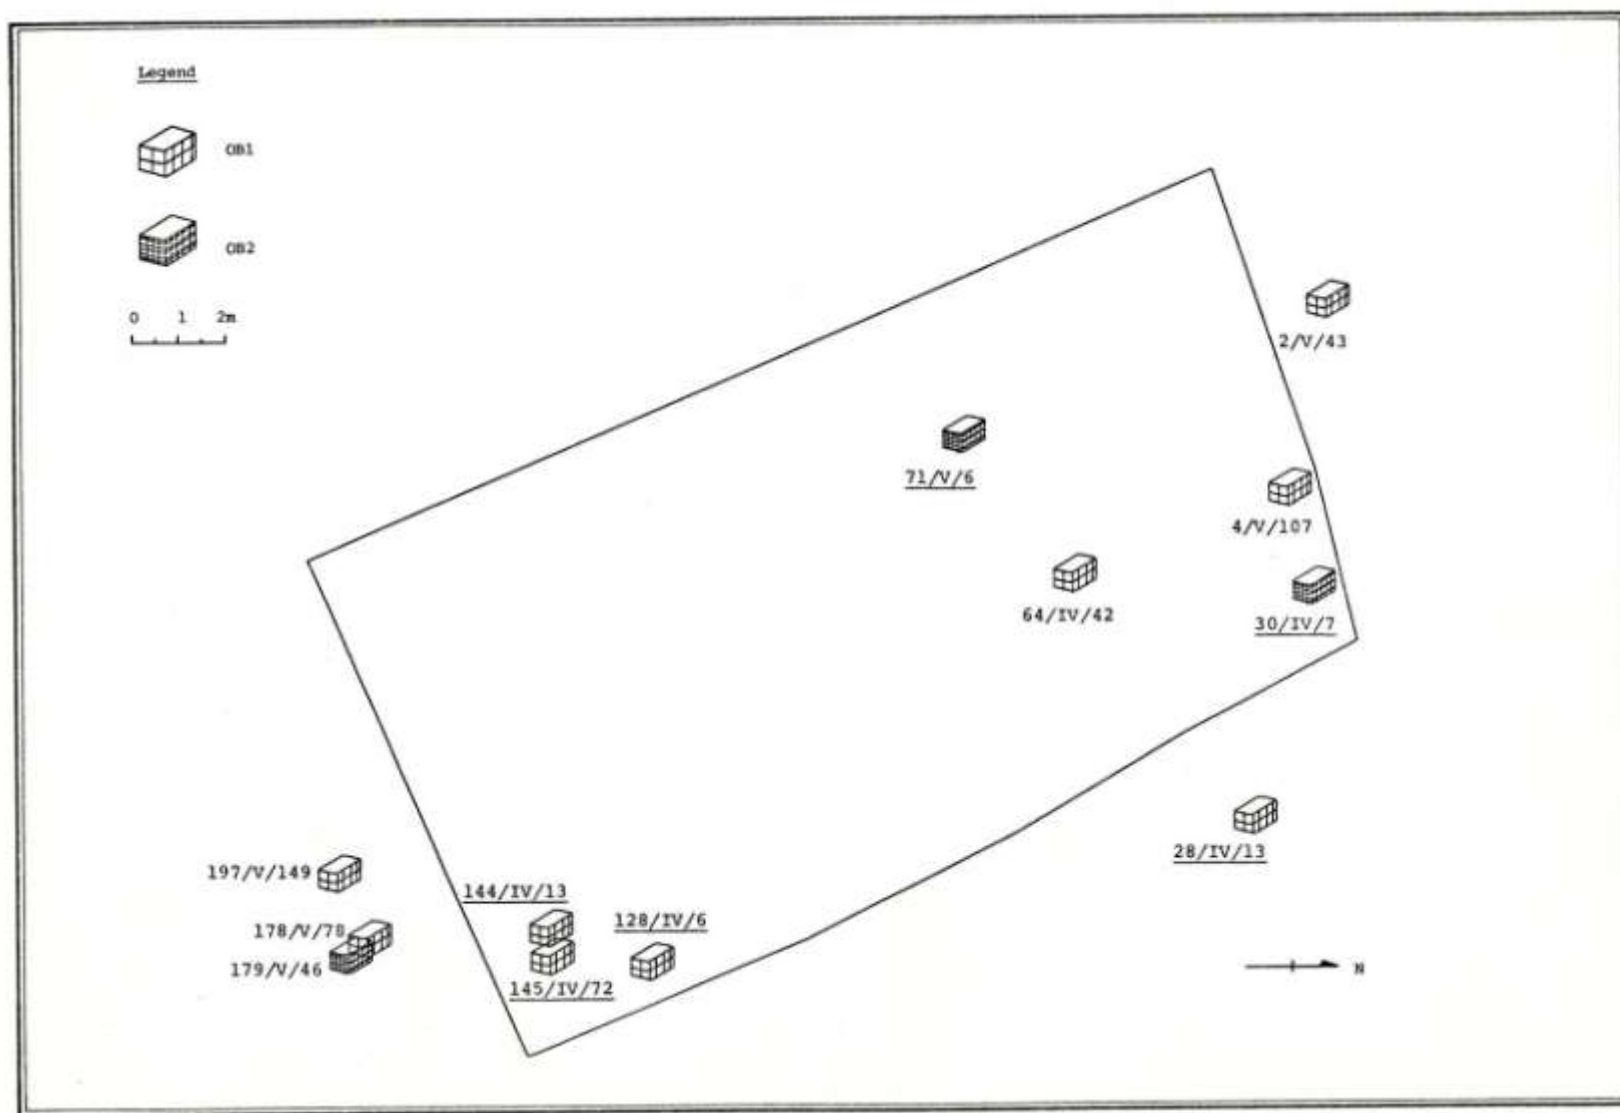 Legend
OB1
OB2
0 1 2m
2/V/43
71/V/6
4/V/107
64/IV/42
30/IV/7
28/IV/13
197/V/149
144/IV/13
178/V/78
128/IV/6
179/V/46
145/IV/72
N